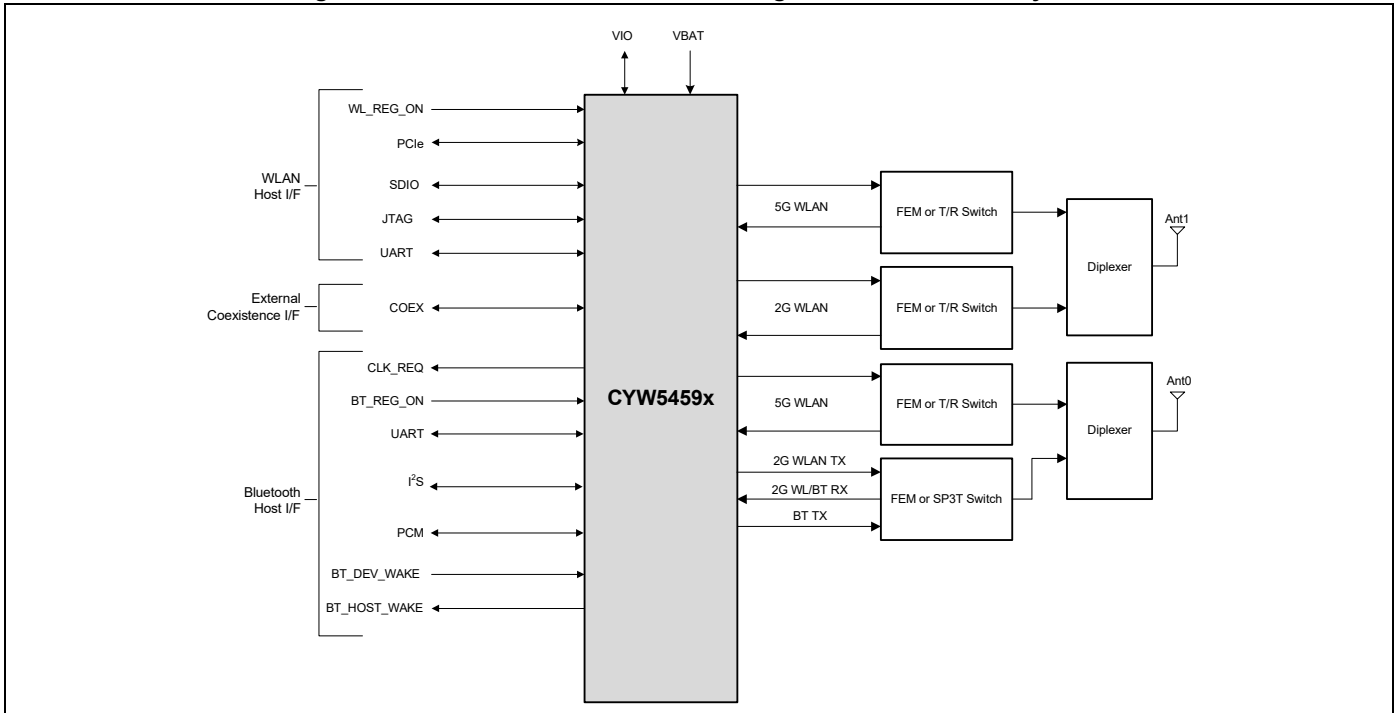 VIO VBAT
WL_REG_ON
PCIe
WLAN
Host I/F
SDIO
JTAG
UART
External
Coexistence I/F
COEX
CLK_REQ
BT_REG_ON
UART
I²S
Bluetooth
Host I/F
PCM
BT_DEV_WAKE
BT_HOST_WAKE
CYW5459x
5G WLAN
FEM or T/R Switch
2G WLAN
FEM or T/R Switch
Diplexer
Ant1
5G WLAN
FEM or T/R Switch
2G WLAN TX
2G WL/BT RX
BT TX
FEM or SP3T Switch
Diplexer
Ant0